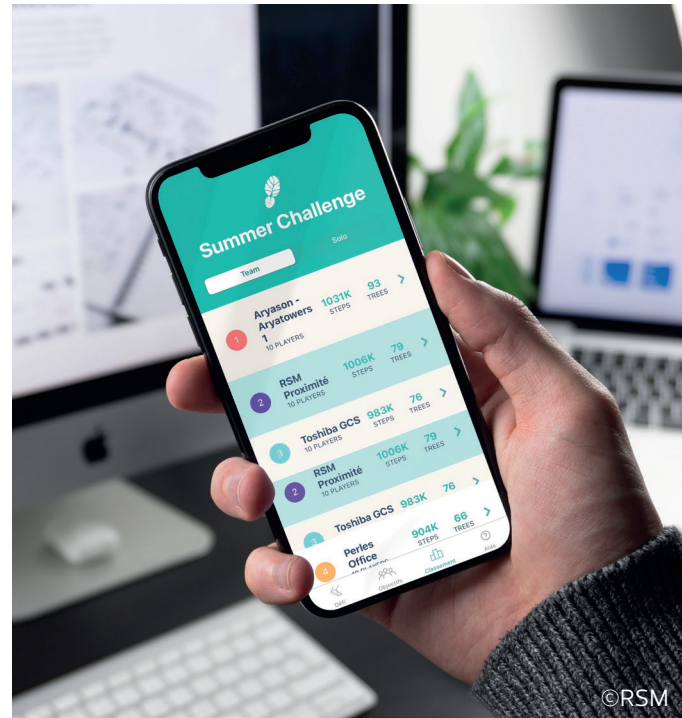 Summer Challenge
Team
Solo
1
Aryason -
Aryatowers
1
10 PLAYERS
1031K
STEPS
93
TREES
2
RSM
Proximité
10 PLAYERS
1006K
STEPS
79
TREES
3
Toshiba GCS
10 PLAYERS
983K
STEPS
76
TREES
2
RSM
Proximité
10 PLAYERS
1006K
STEPS
79
TREES
Toshiba GCS
983K
76
4
Perles
Office
904K
STEPS
66
TREES
Défi
Objectifs
Classement
Aide
©RSM